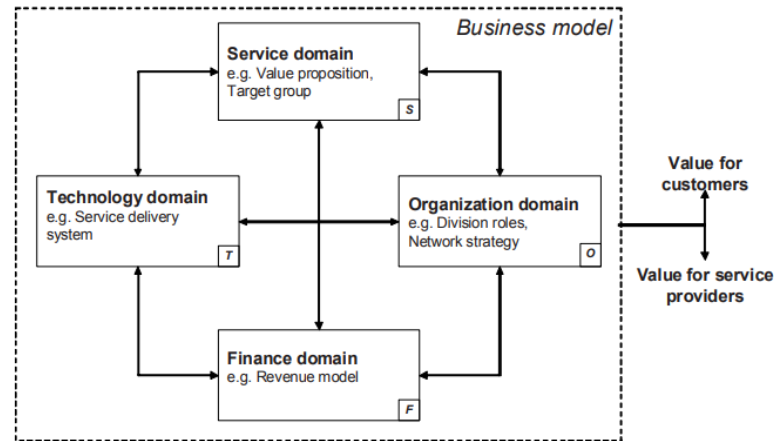 Business model
Service domain
e.g. Value proposition,
Target group
S
Technology domain
e.g. Service delivery
system
T
Organization domain
e.g. Division roles,
Network strategy
O
Value for
customers
Value for service
providers
Finance domain
e.g. Revenue model
F